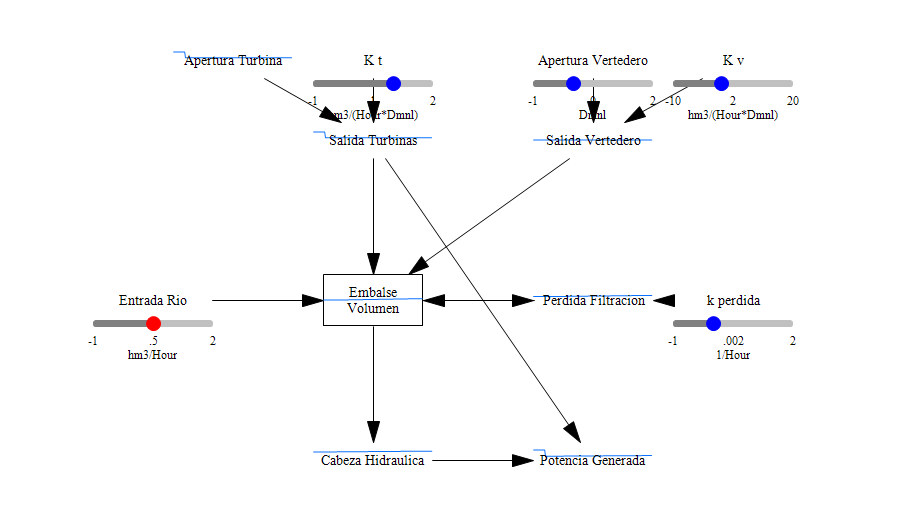 Apertura Turbina
K t
Apertura Vertedero
K v
-1 1 2
-1 0 2
-10 2 20
hm3/(Hour*Dmnl)
Dmnl
hm3/(Hour*Dmnl)
Salida Turbinas
Salida Vertedero
Entrada Rio
Embalse
Volumen
Perdida Filtracion
k perdida
-1 .5 2
-1 .002 2
hm3/Hour
1/Hour
Cabeza Hidraulica
Potencia Generada